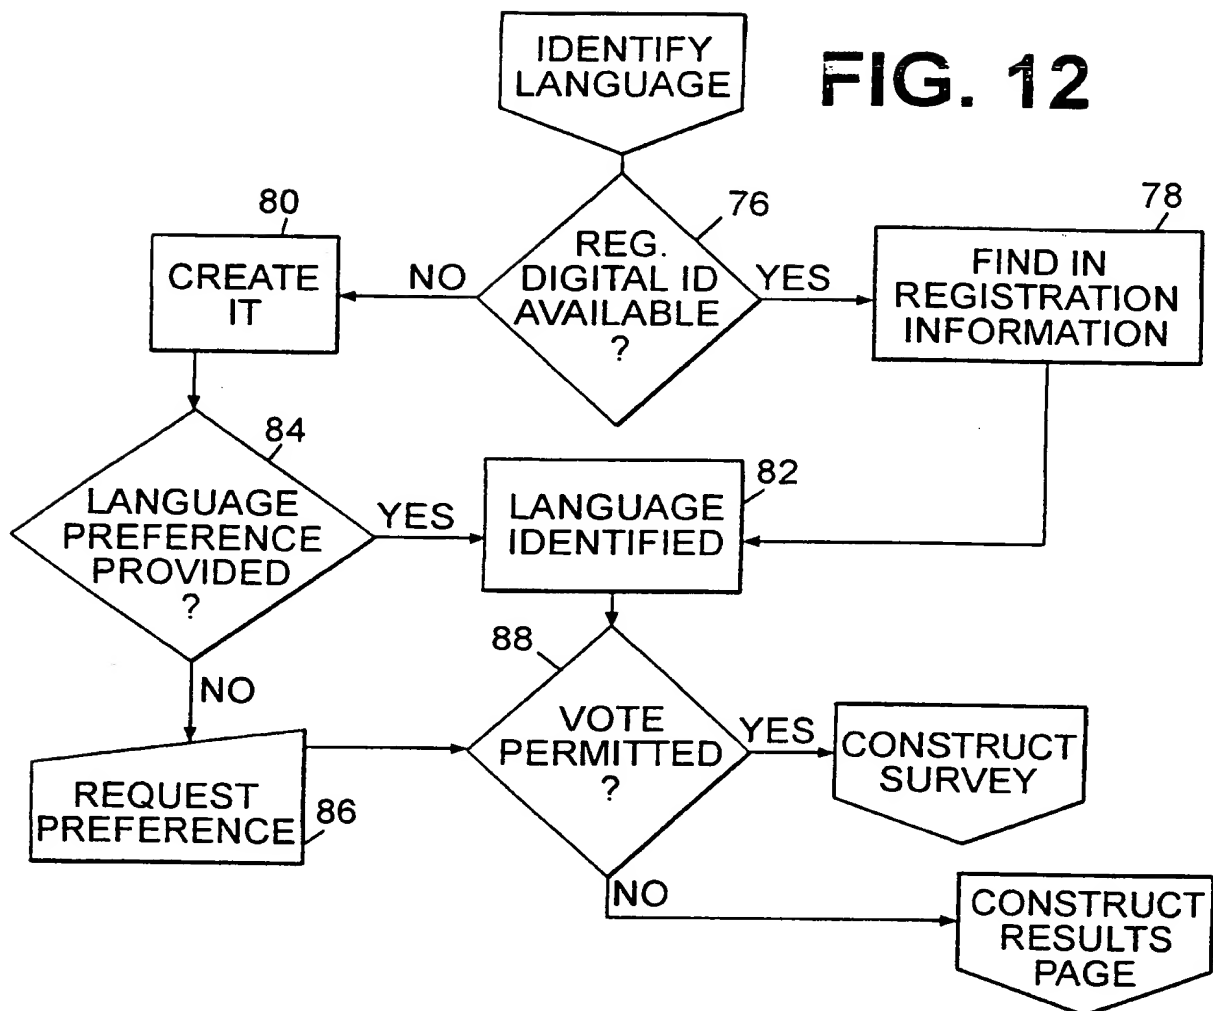 IDENTIFY
LANGUAGE
FIG. 12
80
CREATE
IT
NO
76
REG.
DIGITAL ID
AVAILABLE
?
YES
78
FIND IN
REGISTRATION
INFORMATION
84
LANGUAGE
PREFERENCE
PROVIDED
?
YES
82
LANGUAGE
IDENTIFIED
NO
REQUEST
PREFERENCE
86
88
VOTE
PERMITTED
?
YES
CONSTRUCT
SURVEY
NO
CONSTRUCT
RESULTS
PAGE